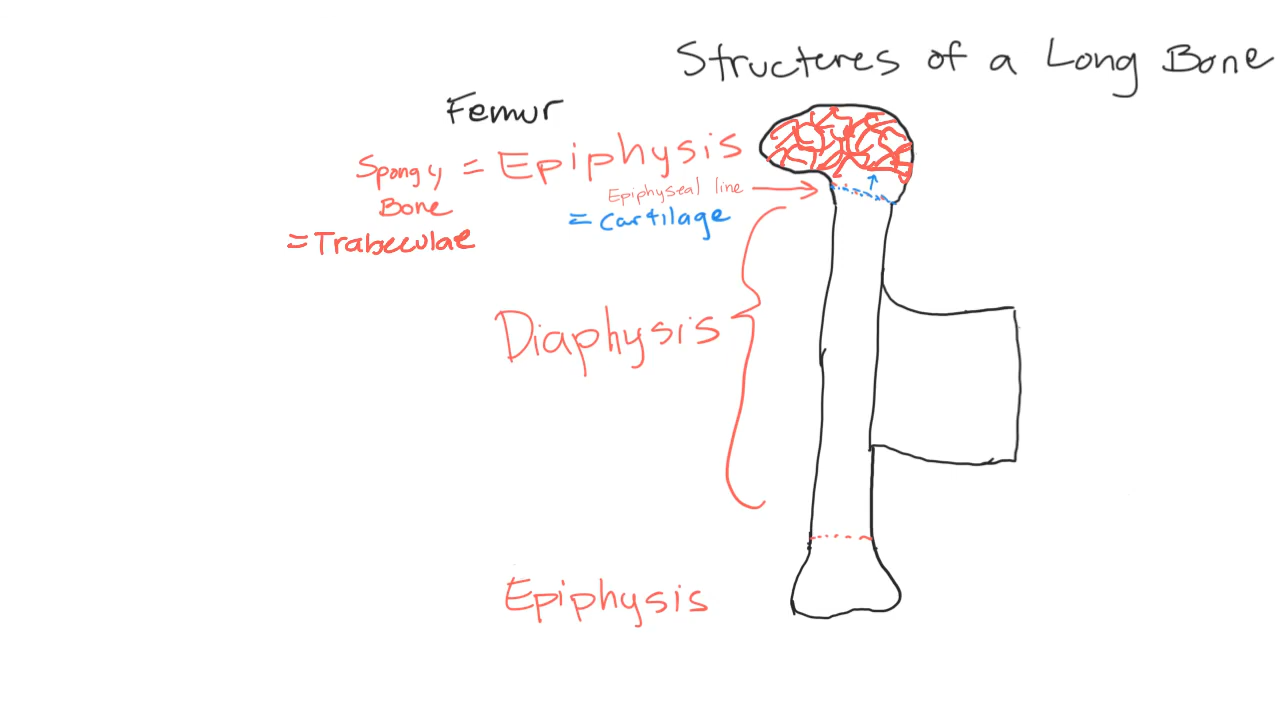 Structeres of a Long Bone
Femur
Spongy = Epiphysis
Bone
= Trabeculae
Epiphyseal line
= Cartilage
Diaphysis
Epiphysis